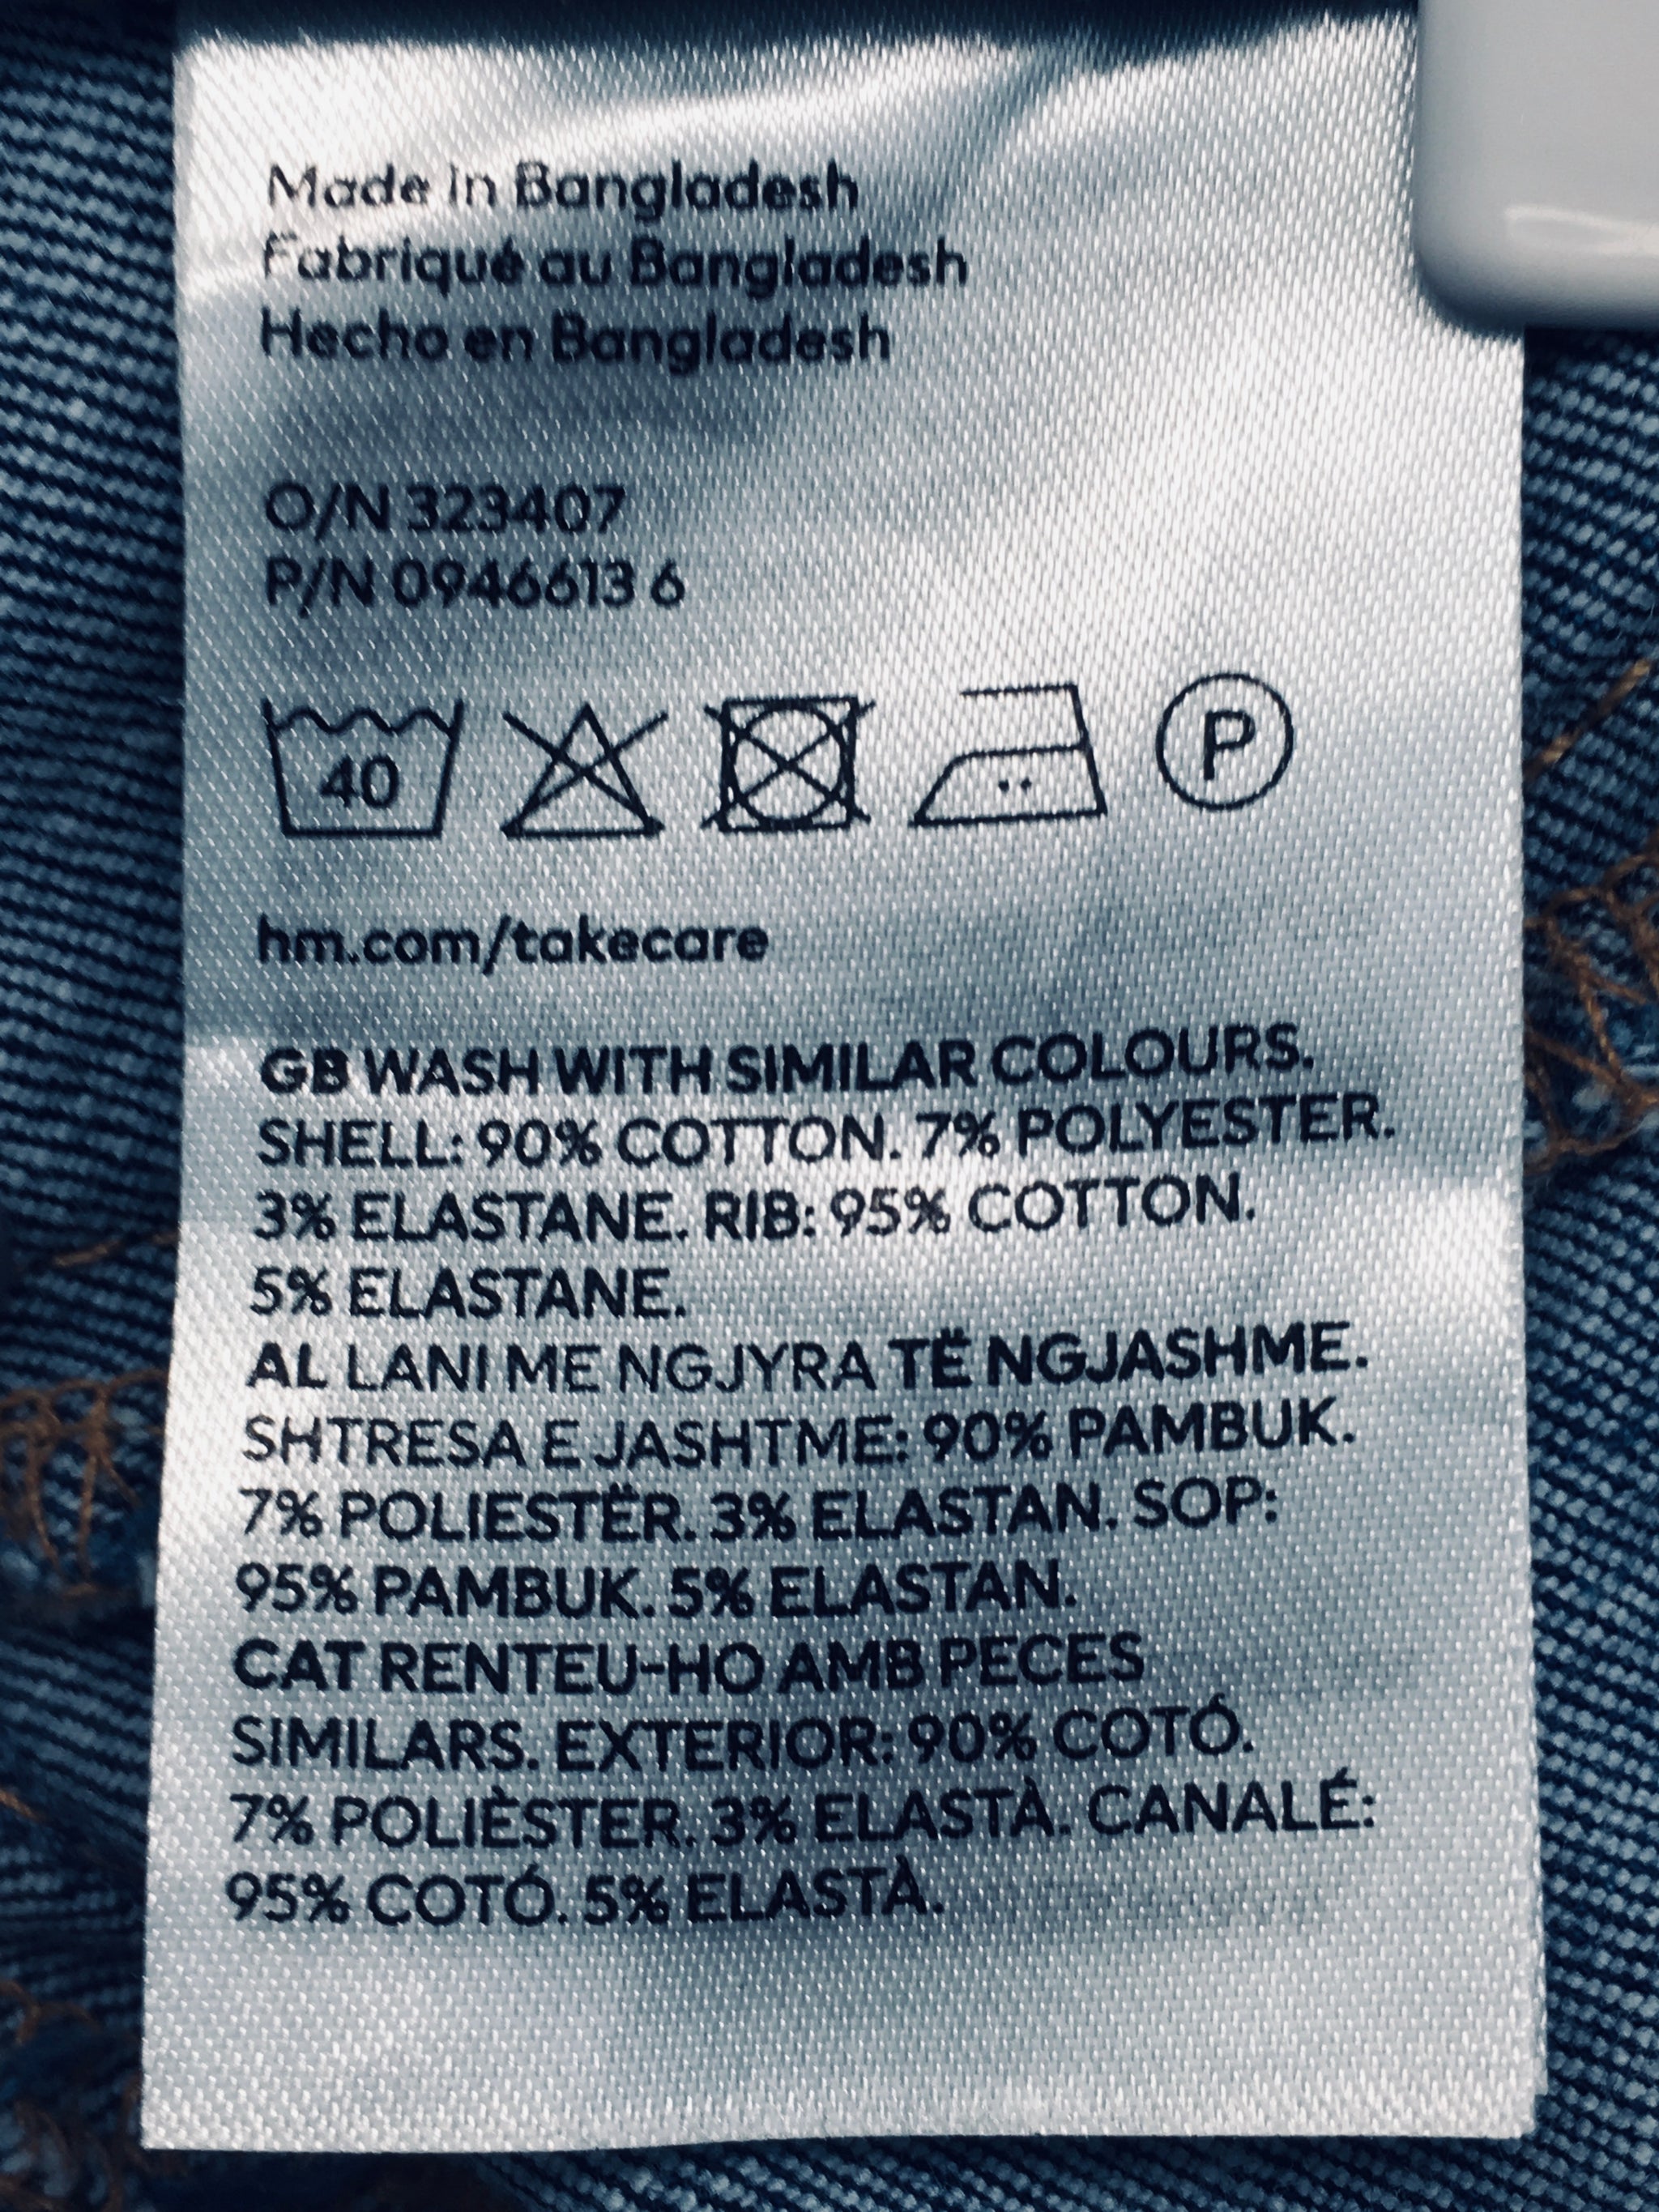 Made in Bangladesh
Fabriqué au Bangladesh
Hecho en Bangladesh
O/N 323407
P/N 0946613 6
40
P
hm.com/takecare
GB WASH WITH SIMILAR COLOURS.
SHELL: 90% COTTON. 7% POLYESTER.
3% ELASTANE. RIB: 95% COTTON.
5% ELASTANE.
AL LANI ME NGJYRA TË NGJASHME.
SHTRESA E JASHTME: 90% PAMBUK.
7% POLIESTËR. 3% ELASTAN. SOP:
95% PAMBUK. 5% ELASTAN.
CAT RENTEU-HO AMB PECES
SIMILARS. EXTERIOR: 90% COTÓ.
7% POLIÈSTER. 3% ELASTÀ. CANALÉ:
95% COTÓ. 5% ELASTÀ.